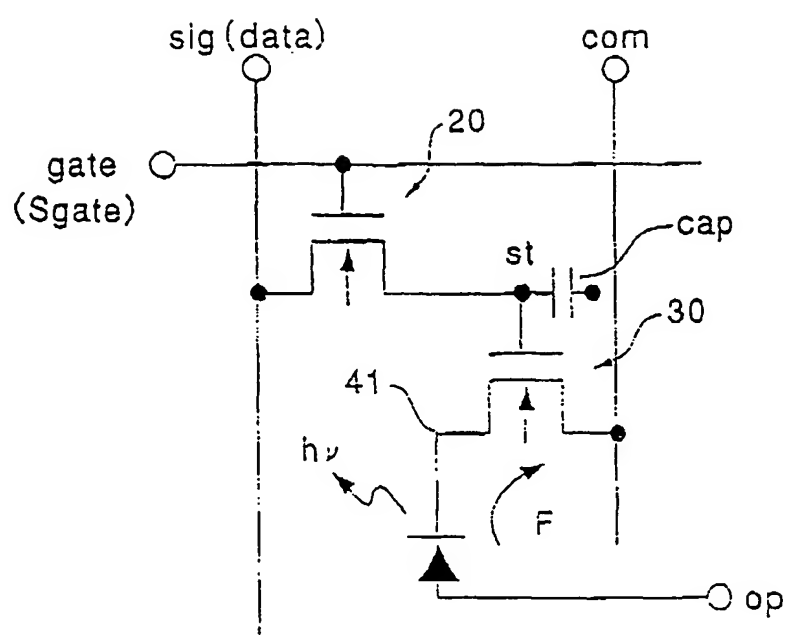 sig (data)
com
20
gate
(Sgate)
cap
st
30
41
hν
F
op